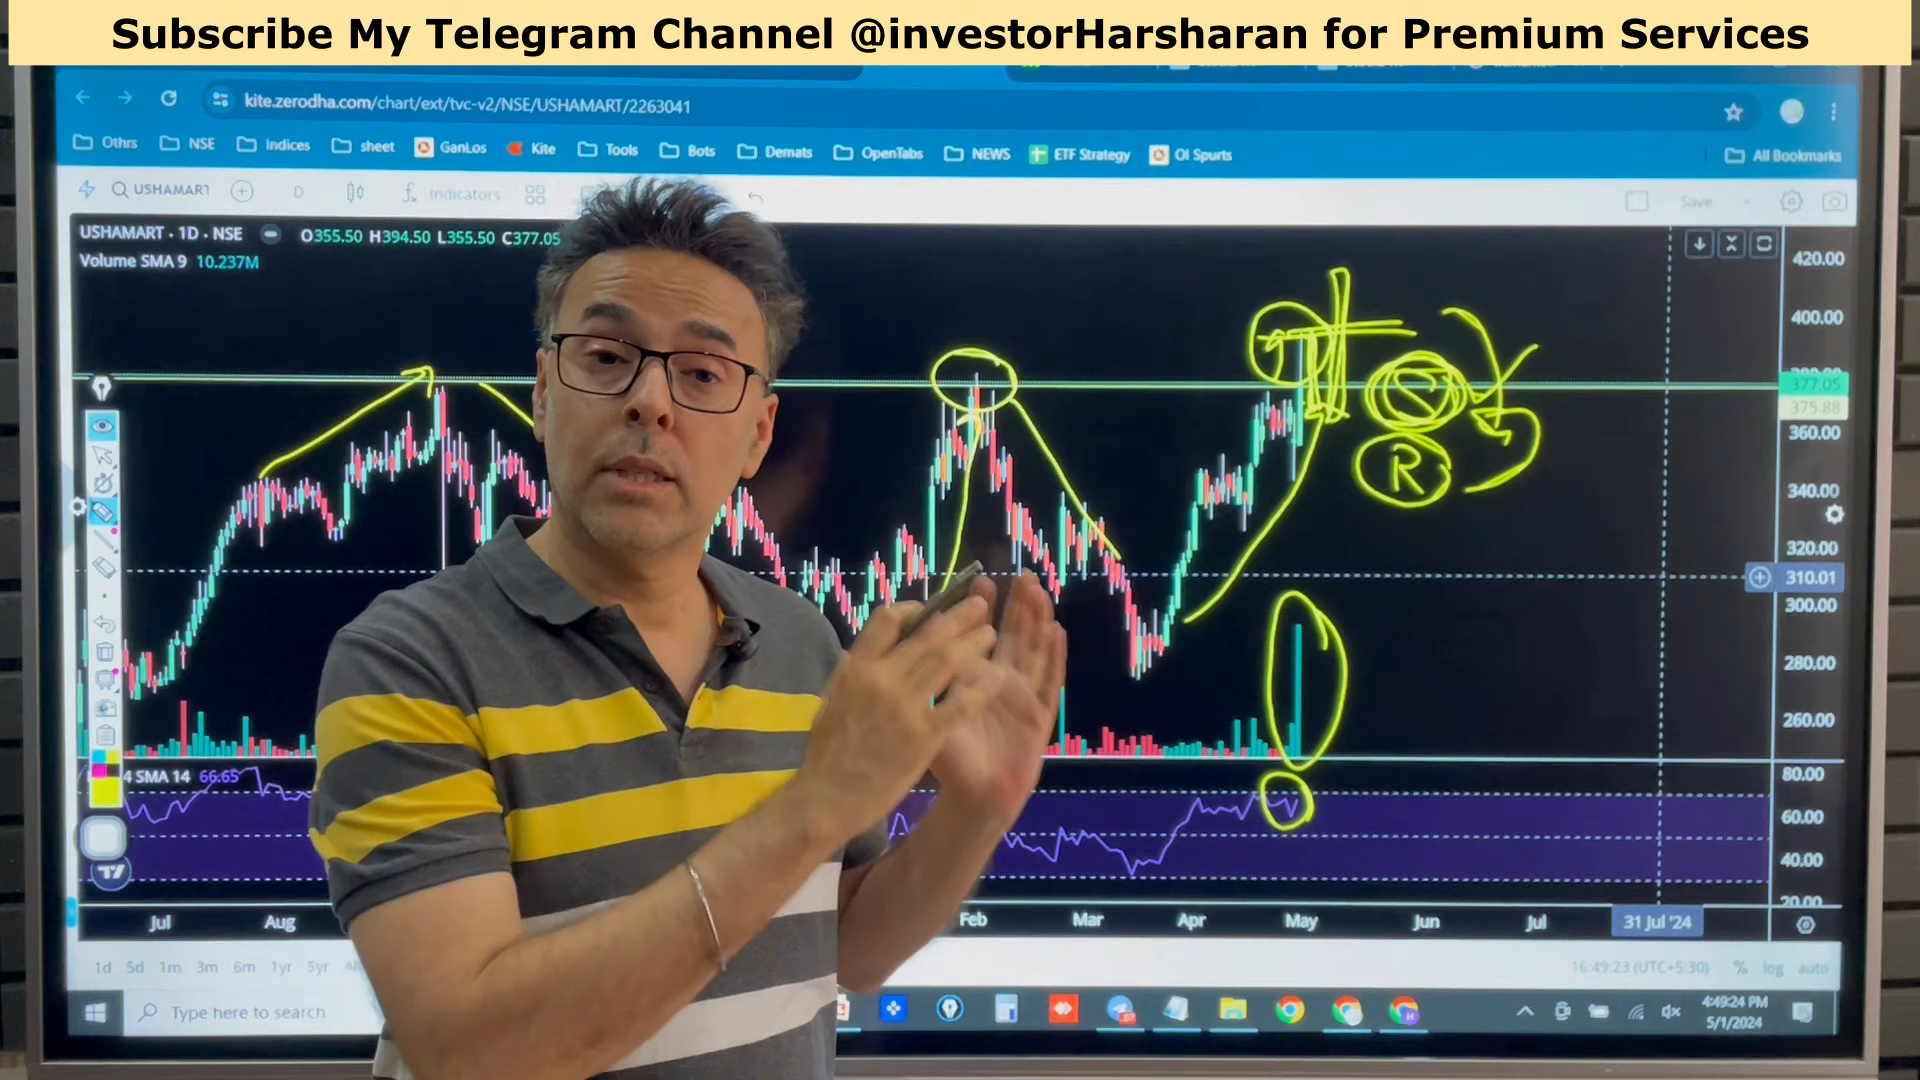 Subscribe My Telegram Channel @investorHarsharan for Premium Services
kite.zerodha.com/chart/ext/tvc-v2/NSE/USHAMART/2263041
Othrs NSE Indices sheet GanLos Kite Tools Bots Demats OpenTabs NEWS ETF Strategy OI Spurts All Bookmarks
USHAMART D Indicators Save
USHAMART · 1D · NSE O355.50 H394.50 L355.50 C377.05
Volume SMA 9 10.237M
420.00
400.00
377.05
375.88
360.00
R
340.00
320.00
310.01
300.00
280.00
260.00
4 SMA 14 66.65
80.00
60.00
40.00
20.00
Jul Aug Feb Mar Apr May Jun Jul 31 Jul '24
1d 5d 1m 3m 6m 1yr 5yr 16:49:23 (UTC+5:30) % log auto
Type here to search
4:49:24 PM
5/1/2024